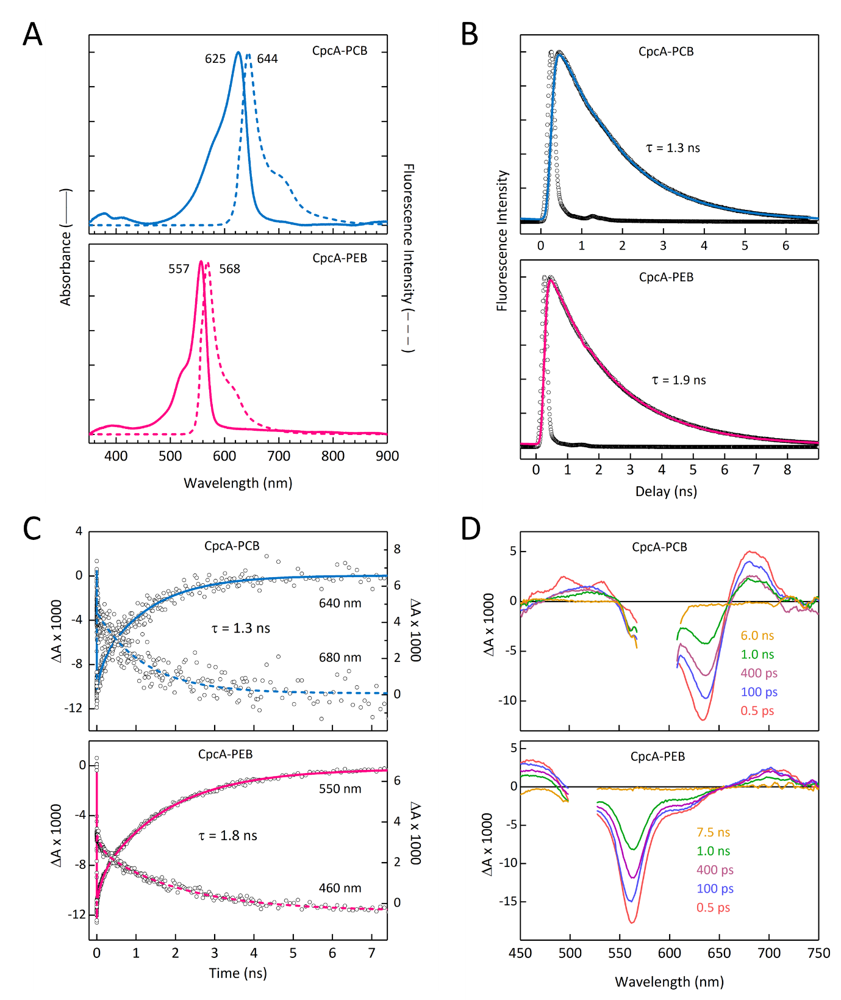 A
CpcA-PCB
625
644
CpcA-PEB
557
568
400 500 600 700 800 900
Wavelength (nm)
Absorbance (——)
Fluorescence Intensity (– – –)
B
CpcA-PCB
τ = 1.3 ns
0 1 2 3 4 5 6
CpcA-PEB
τ = 1.9 ns
0 1 2 3 4 5 6 7 8
Delay (ns)
Fluorescence Intensity
C
CpcA-PCB
4
0
-4
-8
-12
8
6
4
2
0
640 nm
τ = 1.3 ns
680 nm
ΔA x 1000
ΔA x 1000
CpcA-PEB
0
-4
-8
-12
6
4
2
0
550 nm
τ = 1.8 ns
460 nm
ΔA x 1000
ΔA x 1000
0 1 2 3 4 5 6 7
Time (ns)
D
CpcA-PCB
5
0
-5
-10
ΔA x 1000
6.0 ns
1.0 ns
400 ps
100 ps
0.5 ps
CpcA-PEB
5
0
-5
-10
-15
ΔA x 1000
7.5 ns
1.0 ns
400 ps
100 ps
0.5 ps
450 500 550 600 650 700 750
Wavelength (nm)